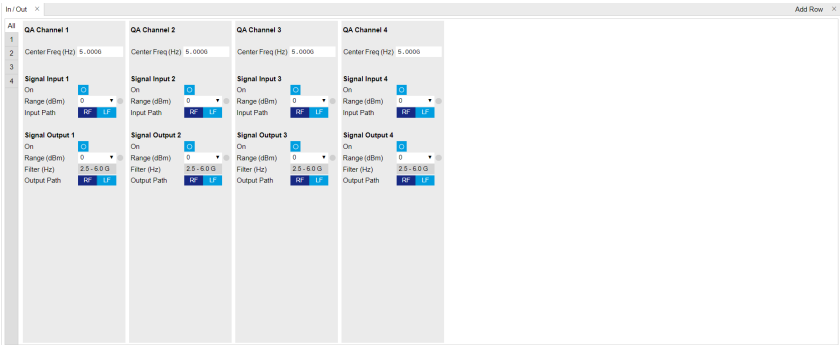 In / Out × Add Row ×
All
1
2
3
4
QA Channel 1
Center Freq (Hz) 5.000G
Signal Input 1
On
Range (dBm) 0 ▼
Input Path RF LF
Signal Output 1
On
Range (dBm) 0 ▼
Filter (Hz) 2.5 - 6.0 G
Output Path RF LF
QA Channel 2
Center Freq (Hz) 5.000G
Signal Input 2
On
Range (dBm) 0 ▼
Input Path RF LF
Signal Output 2
On
Range (dBm) 0 ▼
Filter (Hz) 2.5 - 6.0 G
Output Path RF LF
QA Channel 3
Center Freq (Hz) 5.000G
Signal Input 3
On
Range (dBm) 0 ▼
Input Path RF LF
Signal Output 3
On
Range (dBm) 0 ▼
Filter (Hz) 2.5 - 6.0 G
Output Path RF LF
QA Channel 4
Center Freq (Hz) 5.000G
Signal Input 4
On
Range (dBm) 0 ▼
Input Path RF LF
Signal Output 4
On
Range (dBm) 0 ▼
Filter (Hz) 2.5 - 6.0 G
Output Path RF LF